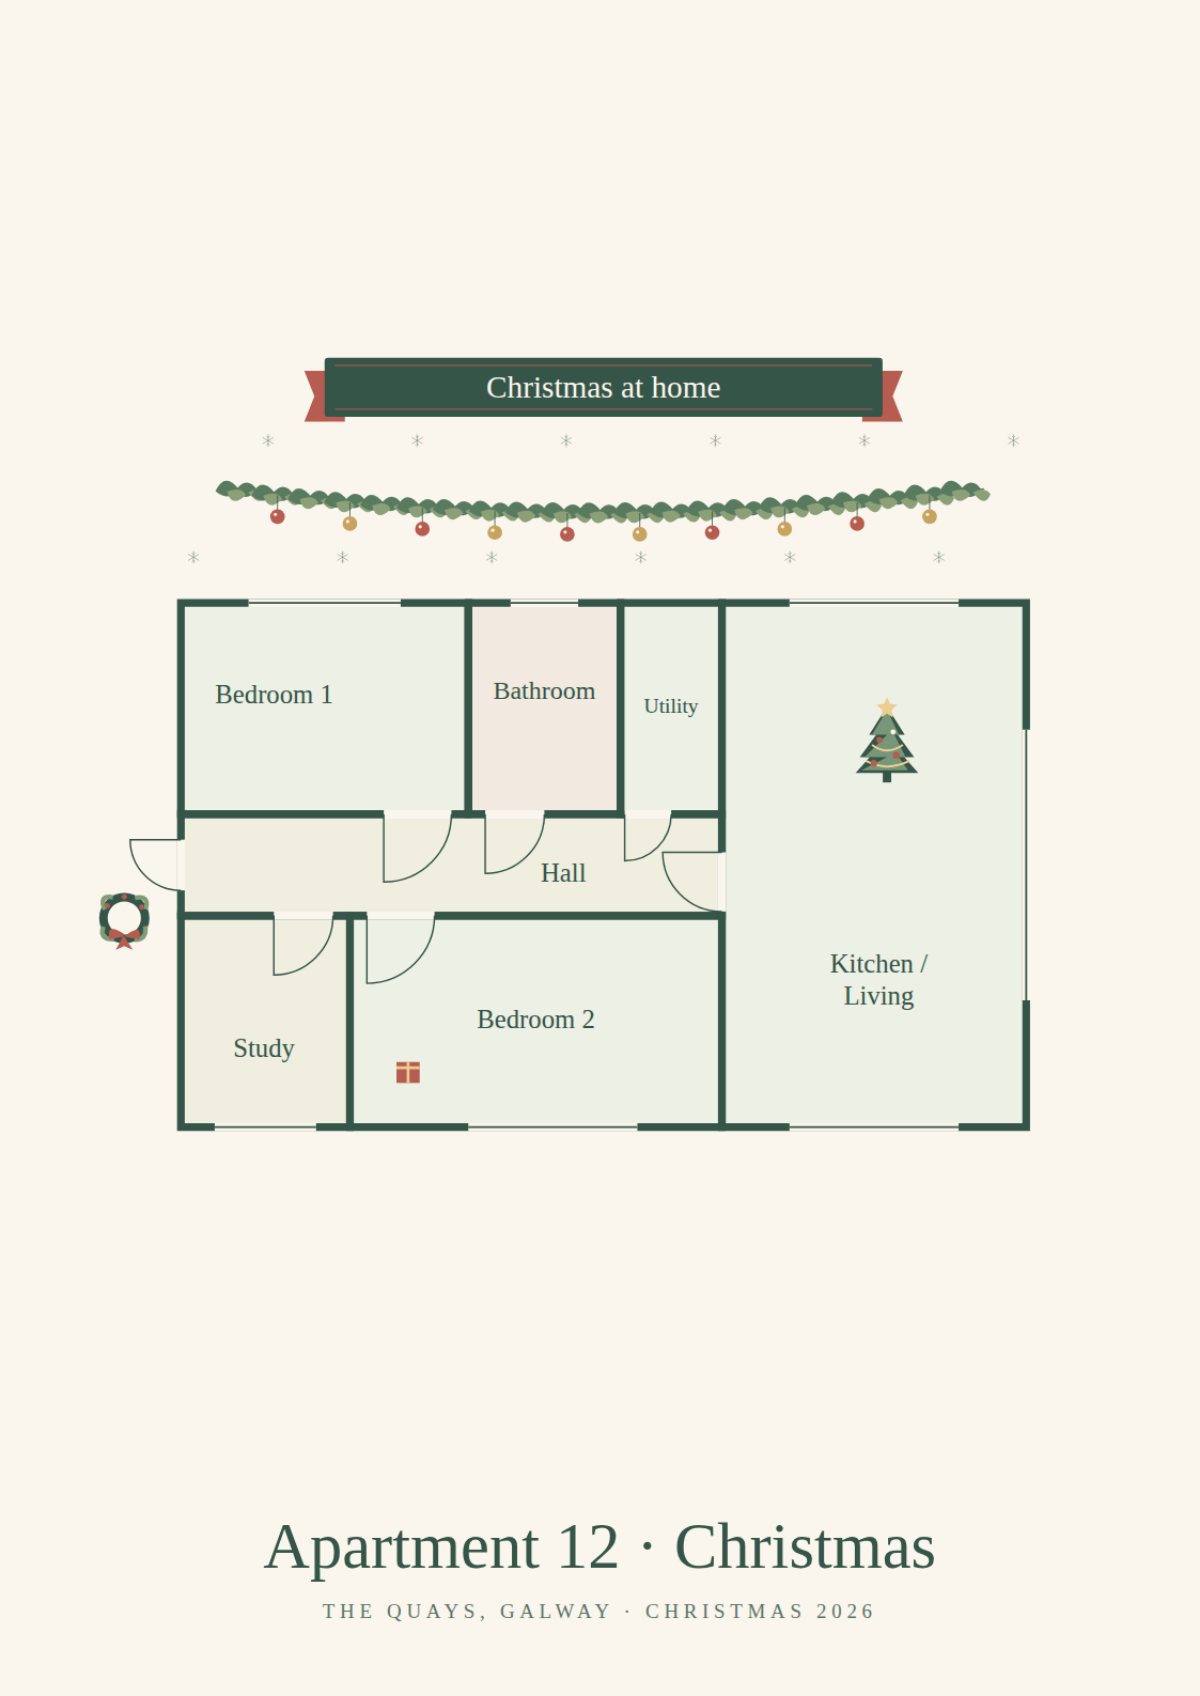 Christmas at home
Bedroom 1
Bathroom
Utility
Hall
Kitchen /
Living
Bedroom 2
Study
Apartment 12 · Christmas
THE QUAYS, GALWAY · CHRISTMAS 2026